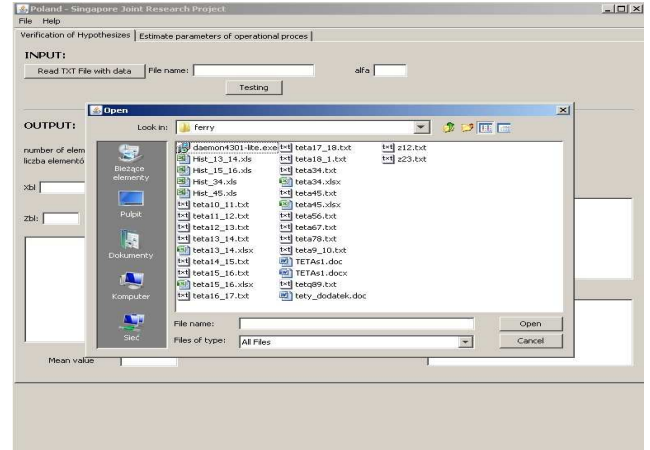 Poland - Singapore Joint Research Project
File Help
Verification of Hypothesizes Estimate parameters of operational proces
INPUT:
Read TXT File with data File name: alfa
Testing
Open
OUTPUT: Look in: ferry
number of elem
liczba elementó
Xbl
Zbl:
Bieżące elementy
Pulpit
Dokumenty
Komputer
Sieć
daemon4301-lite.exe teta17_18.txt z12.txt
Hist_13_14.xls teta18_1.txt z23.txt
Hist_15_16.xls teta34.txt
Hist_34.xls teta34.xlsx
Hist_45.xls teta45.txt
teta10_11.txt teta45.xlsx
teta11_12.txt teta56.txt
teta12_13.txt teta67.txt
teta13_14.txt teta78.txt
teta13_14.xlsx teta9_10.txt
teta14_15.txt TETAs1.doc
teta15_16.txt TETAs1.docx
teta15_16.xlsx tetq89.txt
teta16_17.txt tety_dodatek.doc
File name: Open
Files of type: All Files Cancel
Mean value